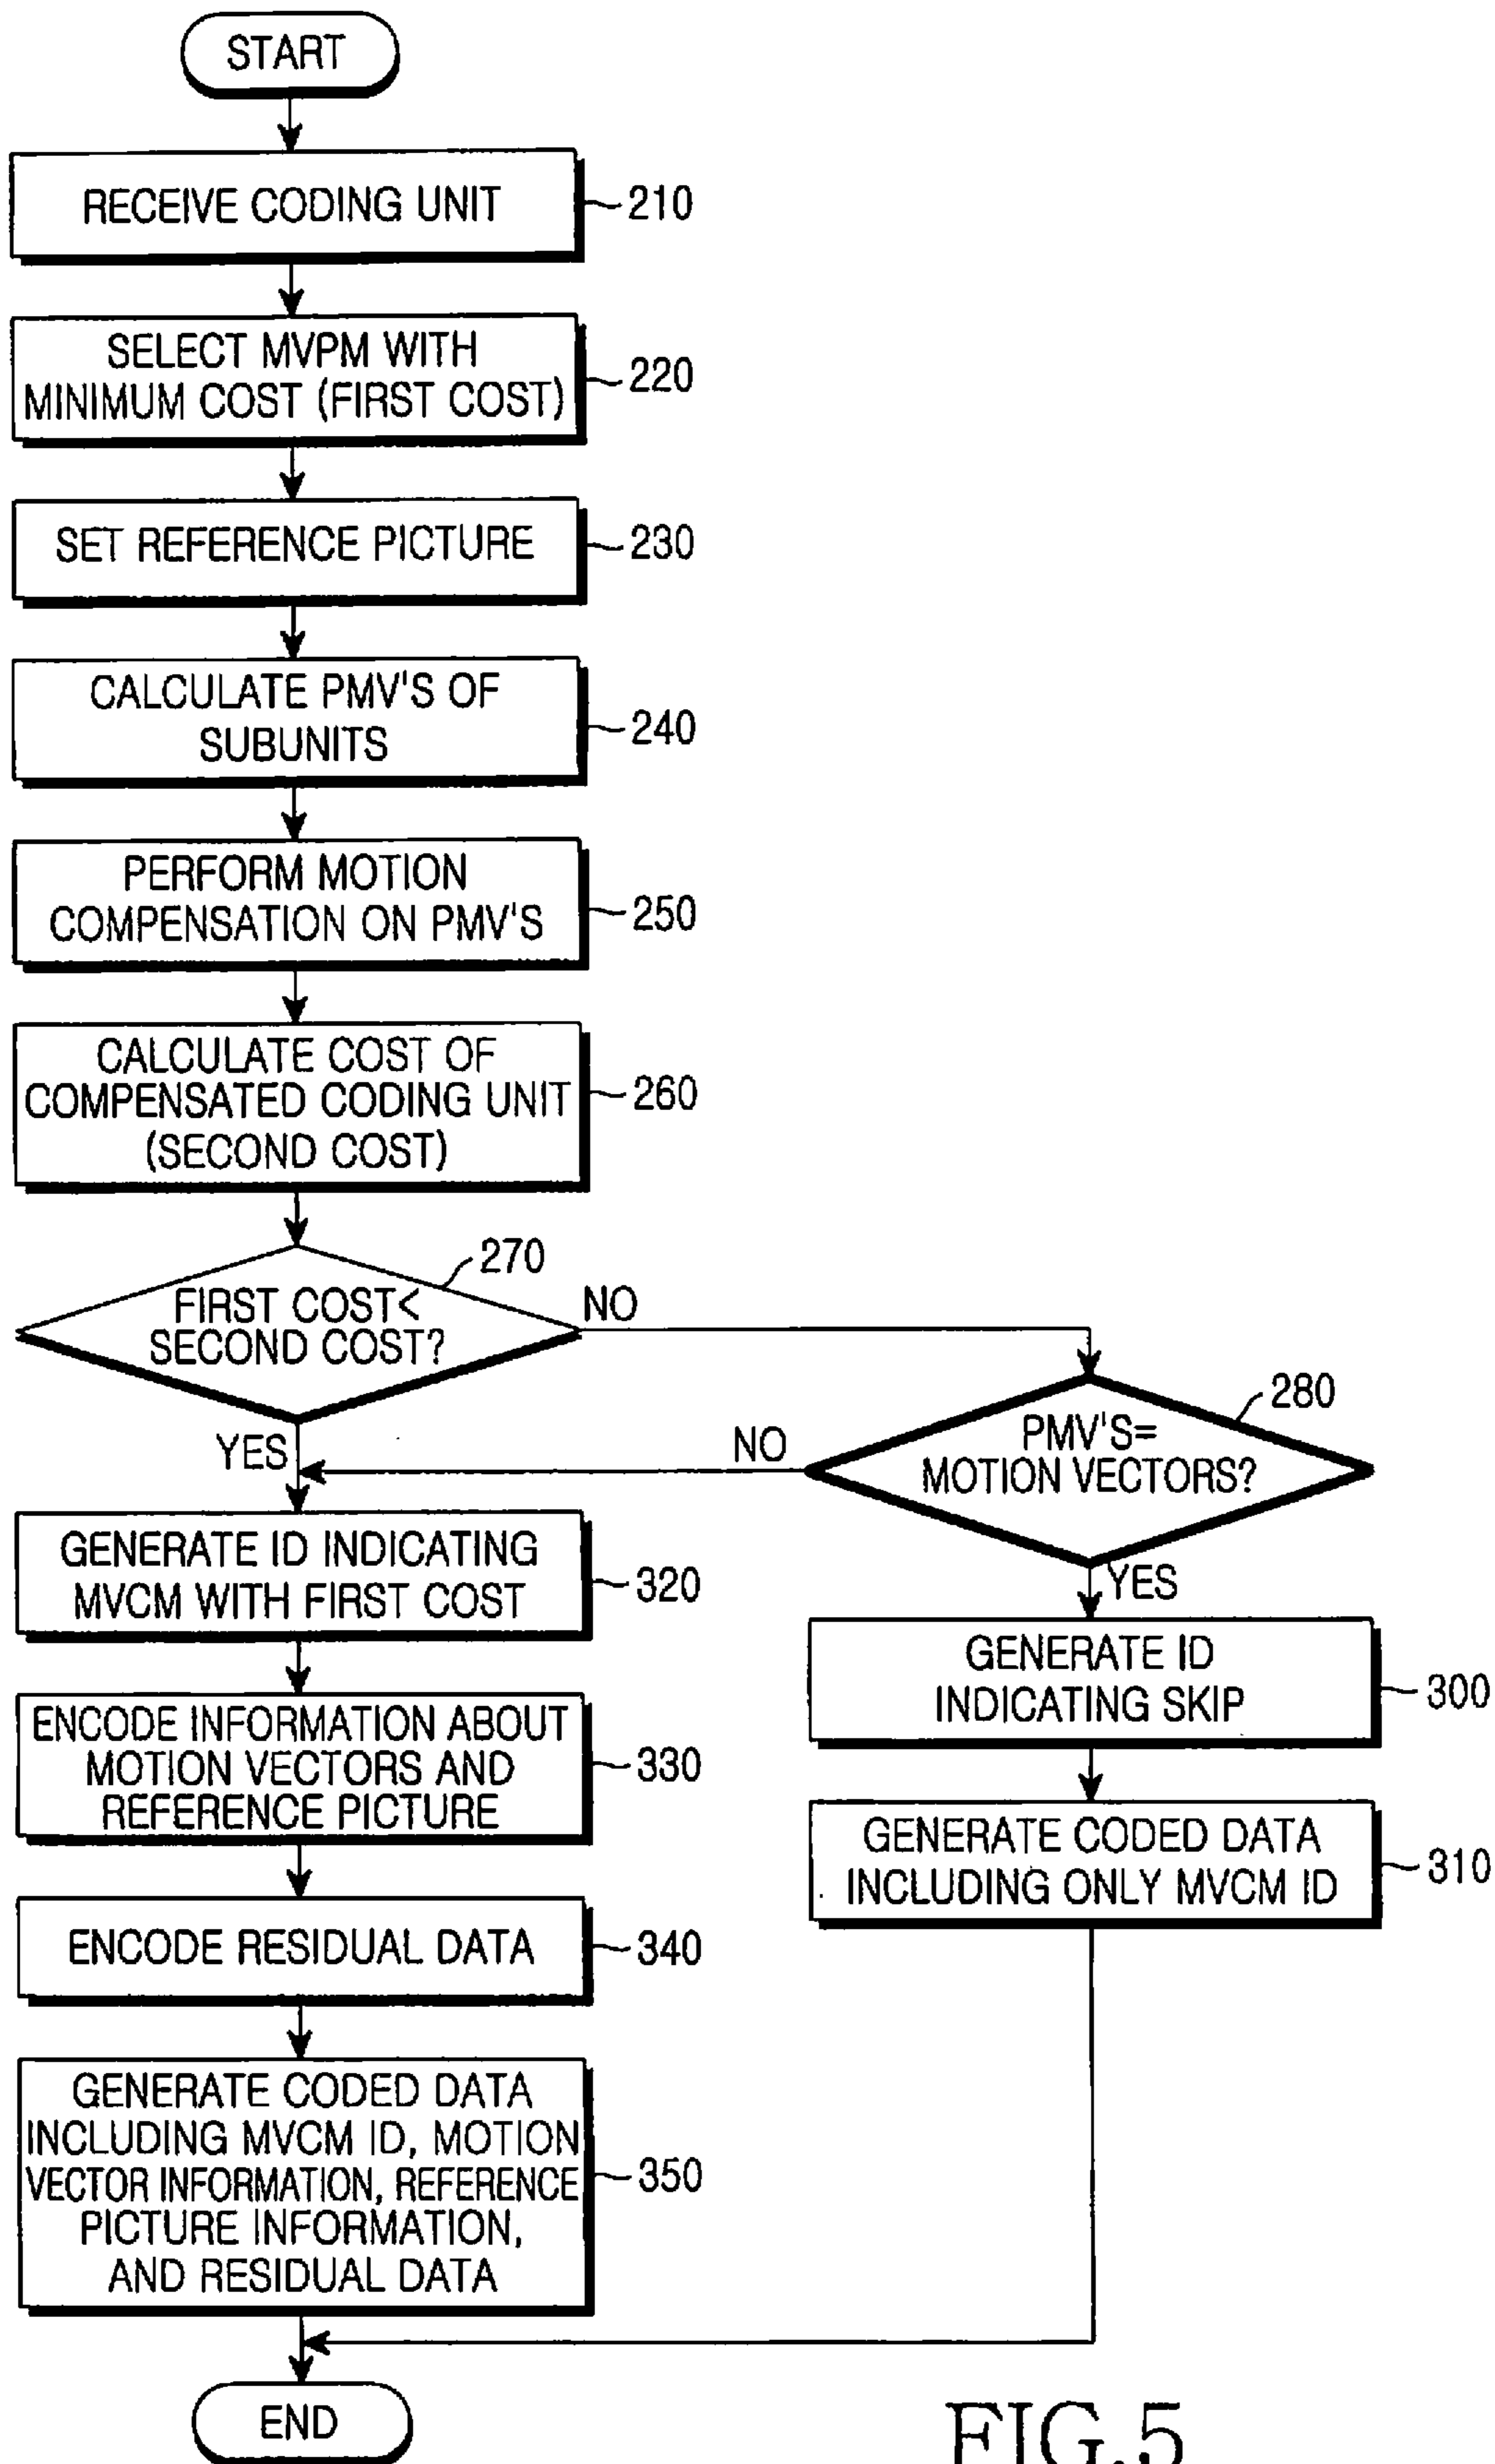 START
RECEIVE CODING UNIT
210
SELECT MVPM WITH
MINIMUM COST (FIRST COST)
220
SET REFERENCE PICTURE
230
CALCULATE PMV'S OF
SUBUNITS
240
PERFORM MOTION
COMPENSATION ON PMV'S
250
CALCULATE COST OF
COMPENSATED CODING UNIT
(SECOND COST)
260
270
FIRST COST<
SECOND COST?
NO
YES
280
PMV'S=
MOTION VECTORS?
NO
YES
GENERATE ID
INDICATING SKIP
300
GENERATE CODED DATA
INCLUDING ONLY MVCM ID
310
GENERATE ID INDICATING
MVCM WITH FIRST COST
320
ENCODE INFORMATION ABOUT
MOTION VECTORS AND
REFERENCE PICTURE
330
ENCODE RESIDUAL DATA
340
GENERATE CODED DATA
INCLUDING MVCM ID, MOTION
VECTOR INFORMATION, REFERENCE
PICTURE INFORMATION,
AND RESIDUAL DATA
350
END
FIG.5